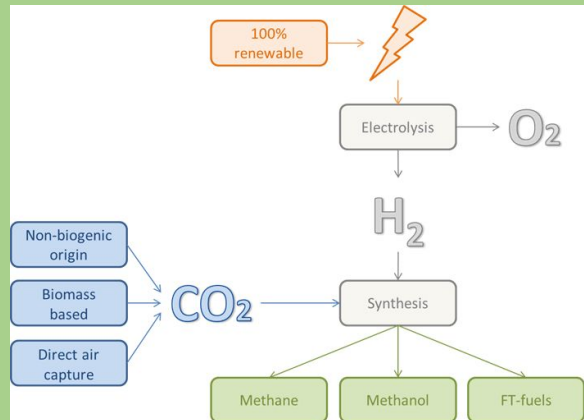 100%
renewable
Electrolysis
O2
H2
Non-biogenic
origin
Biomass
based
Direct air
capture
CO2
Synthesis
Methane
Methanol
FT-fuels